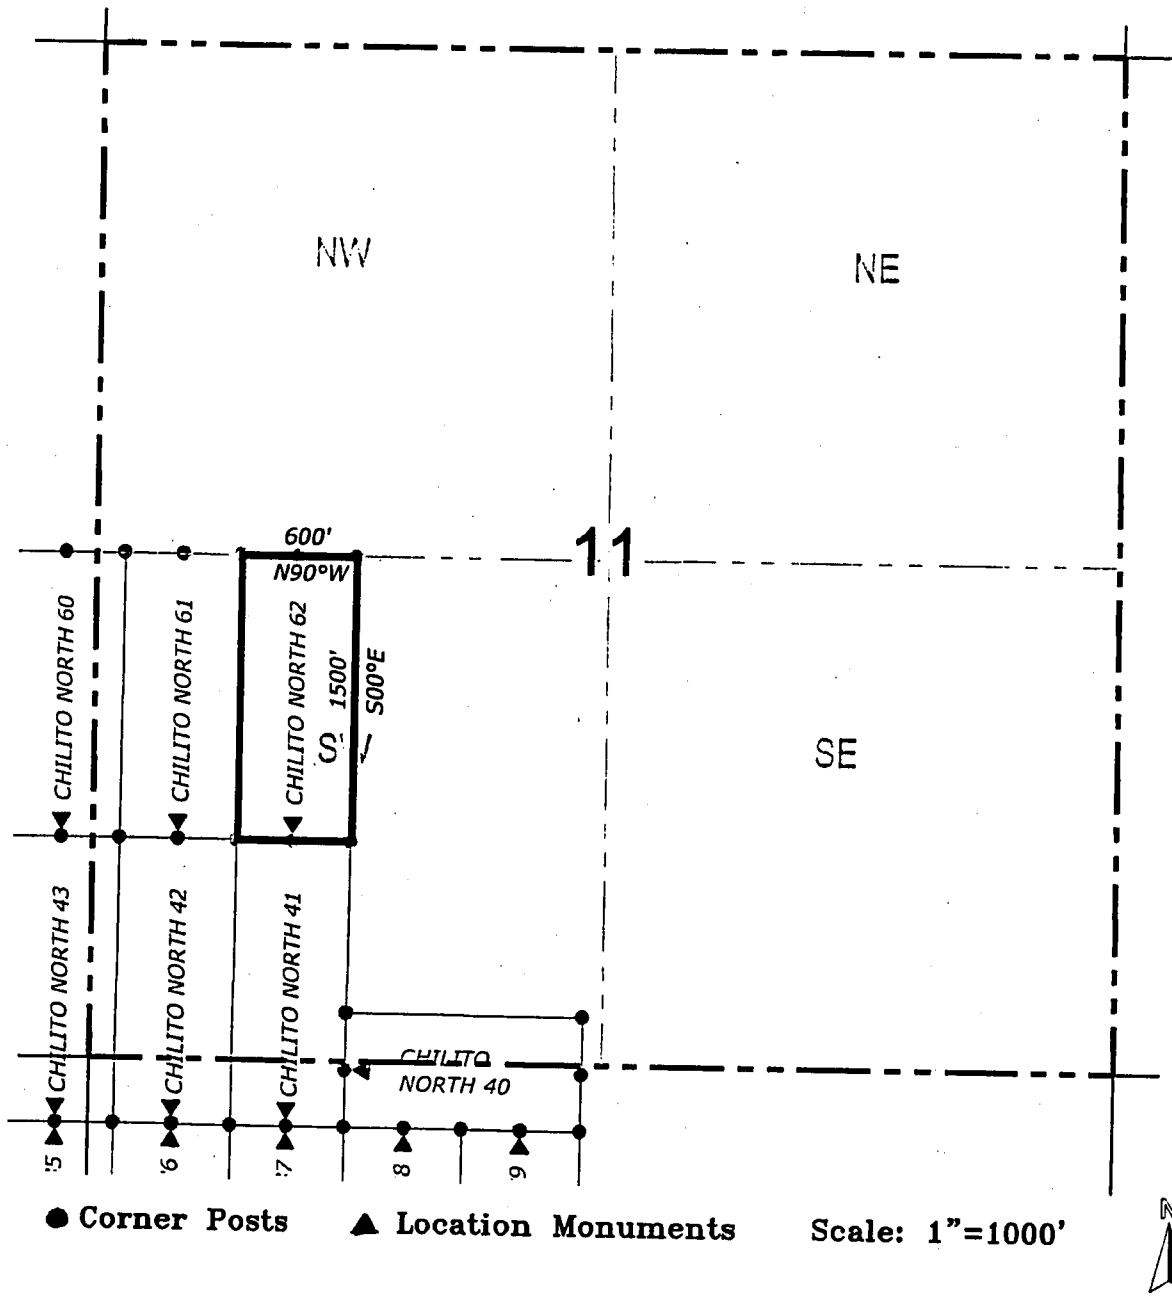 NW
NE
11
600'
N90°W
CHILITO NORTH 60
CHILITO NORTH 61
CHILITO NORTH 62
1500'
S00°E
S
SE
CHILITO NORTH 43
CHILITO NORTH 42
CHILITO NORTH 41
CHILITO
NORTH 40
Corner Posts
Location Monuments
Scale: 1"=1000'
N